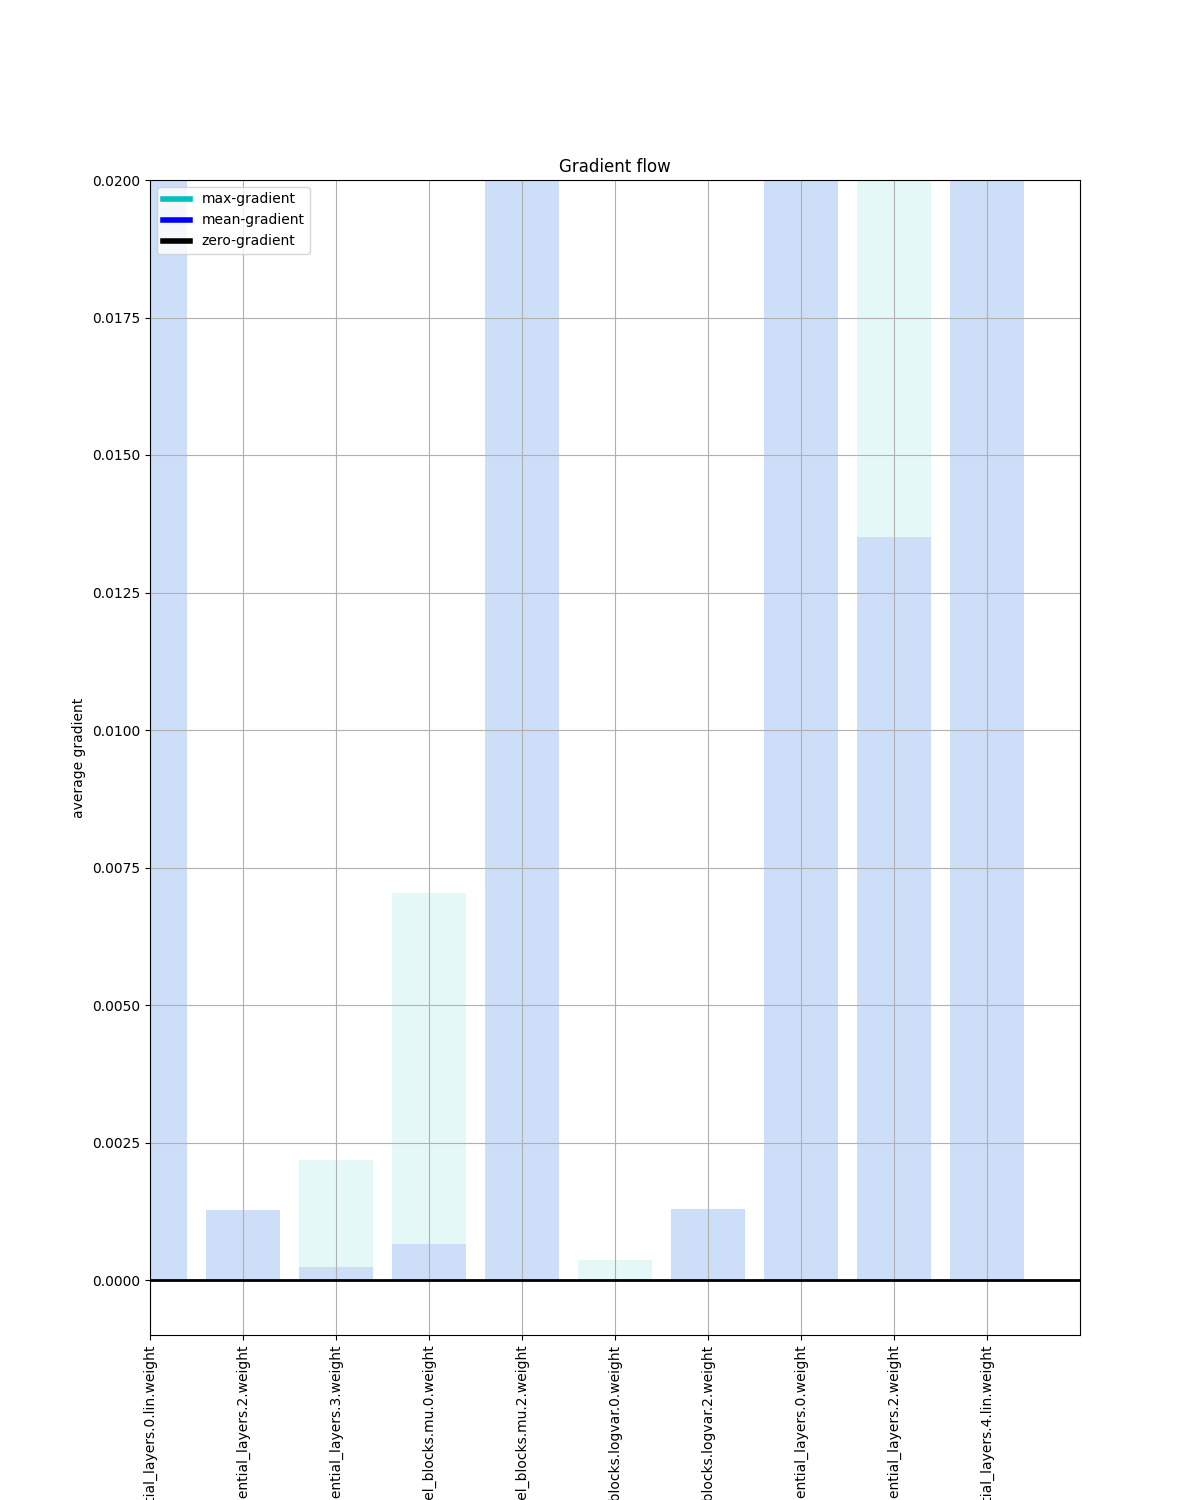 Gradient flow
max-gradient
mean-gradient
zero-gradient
0.0200
0.0175
0.0150
0.0125
0.0100
0.0075
0.0050
0.0025
0.0000
average gradient
tial_layers.0.lin.weight
ential_layers.2.weight
ential_layers.3.weight
el_blocks.mu.0.weight
el_blocks.mu.2.weight
blocks.logvar.0.weight
blocks.logvar.2.weight
ential_layers.0.weight
ential_layers.2.weight
tial_layers.4.lin.weight